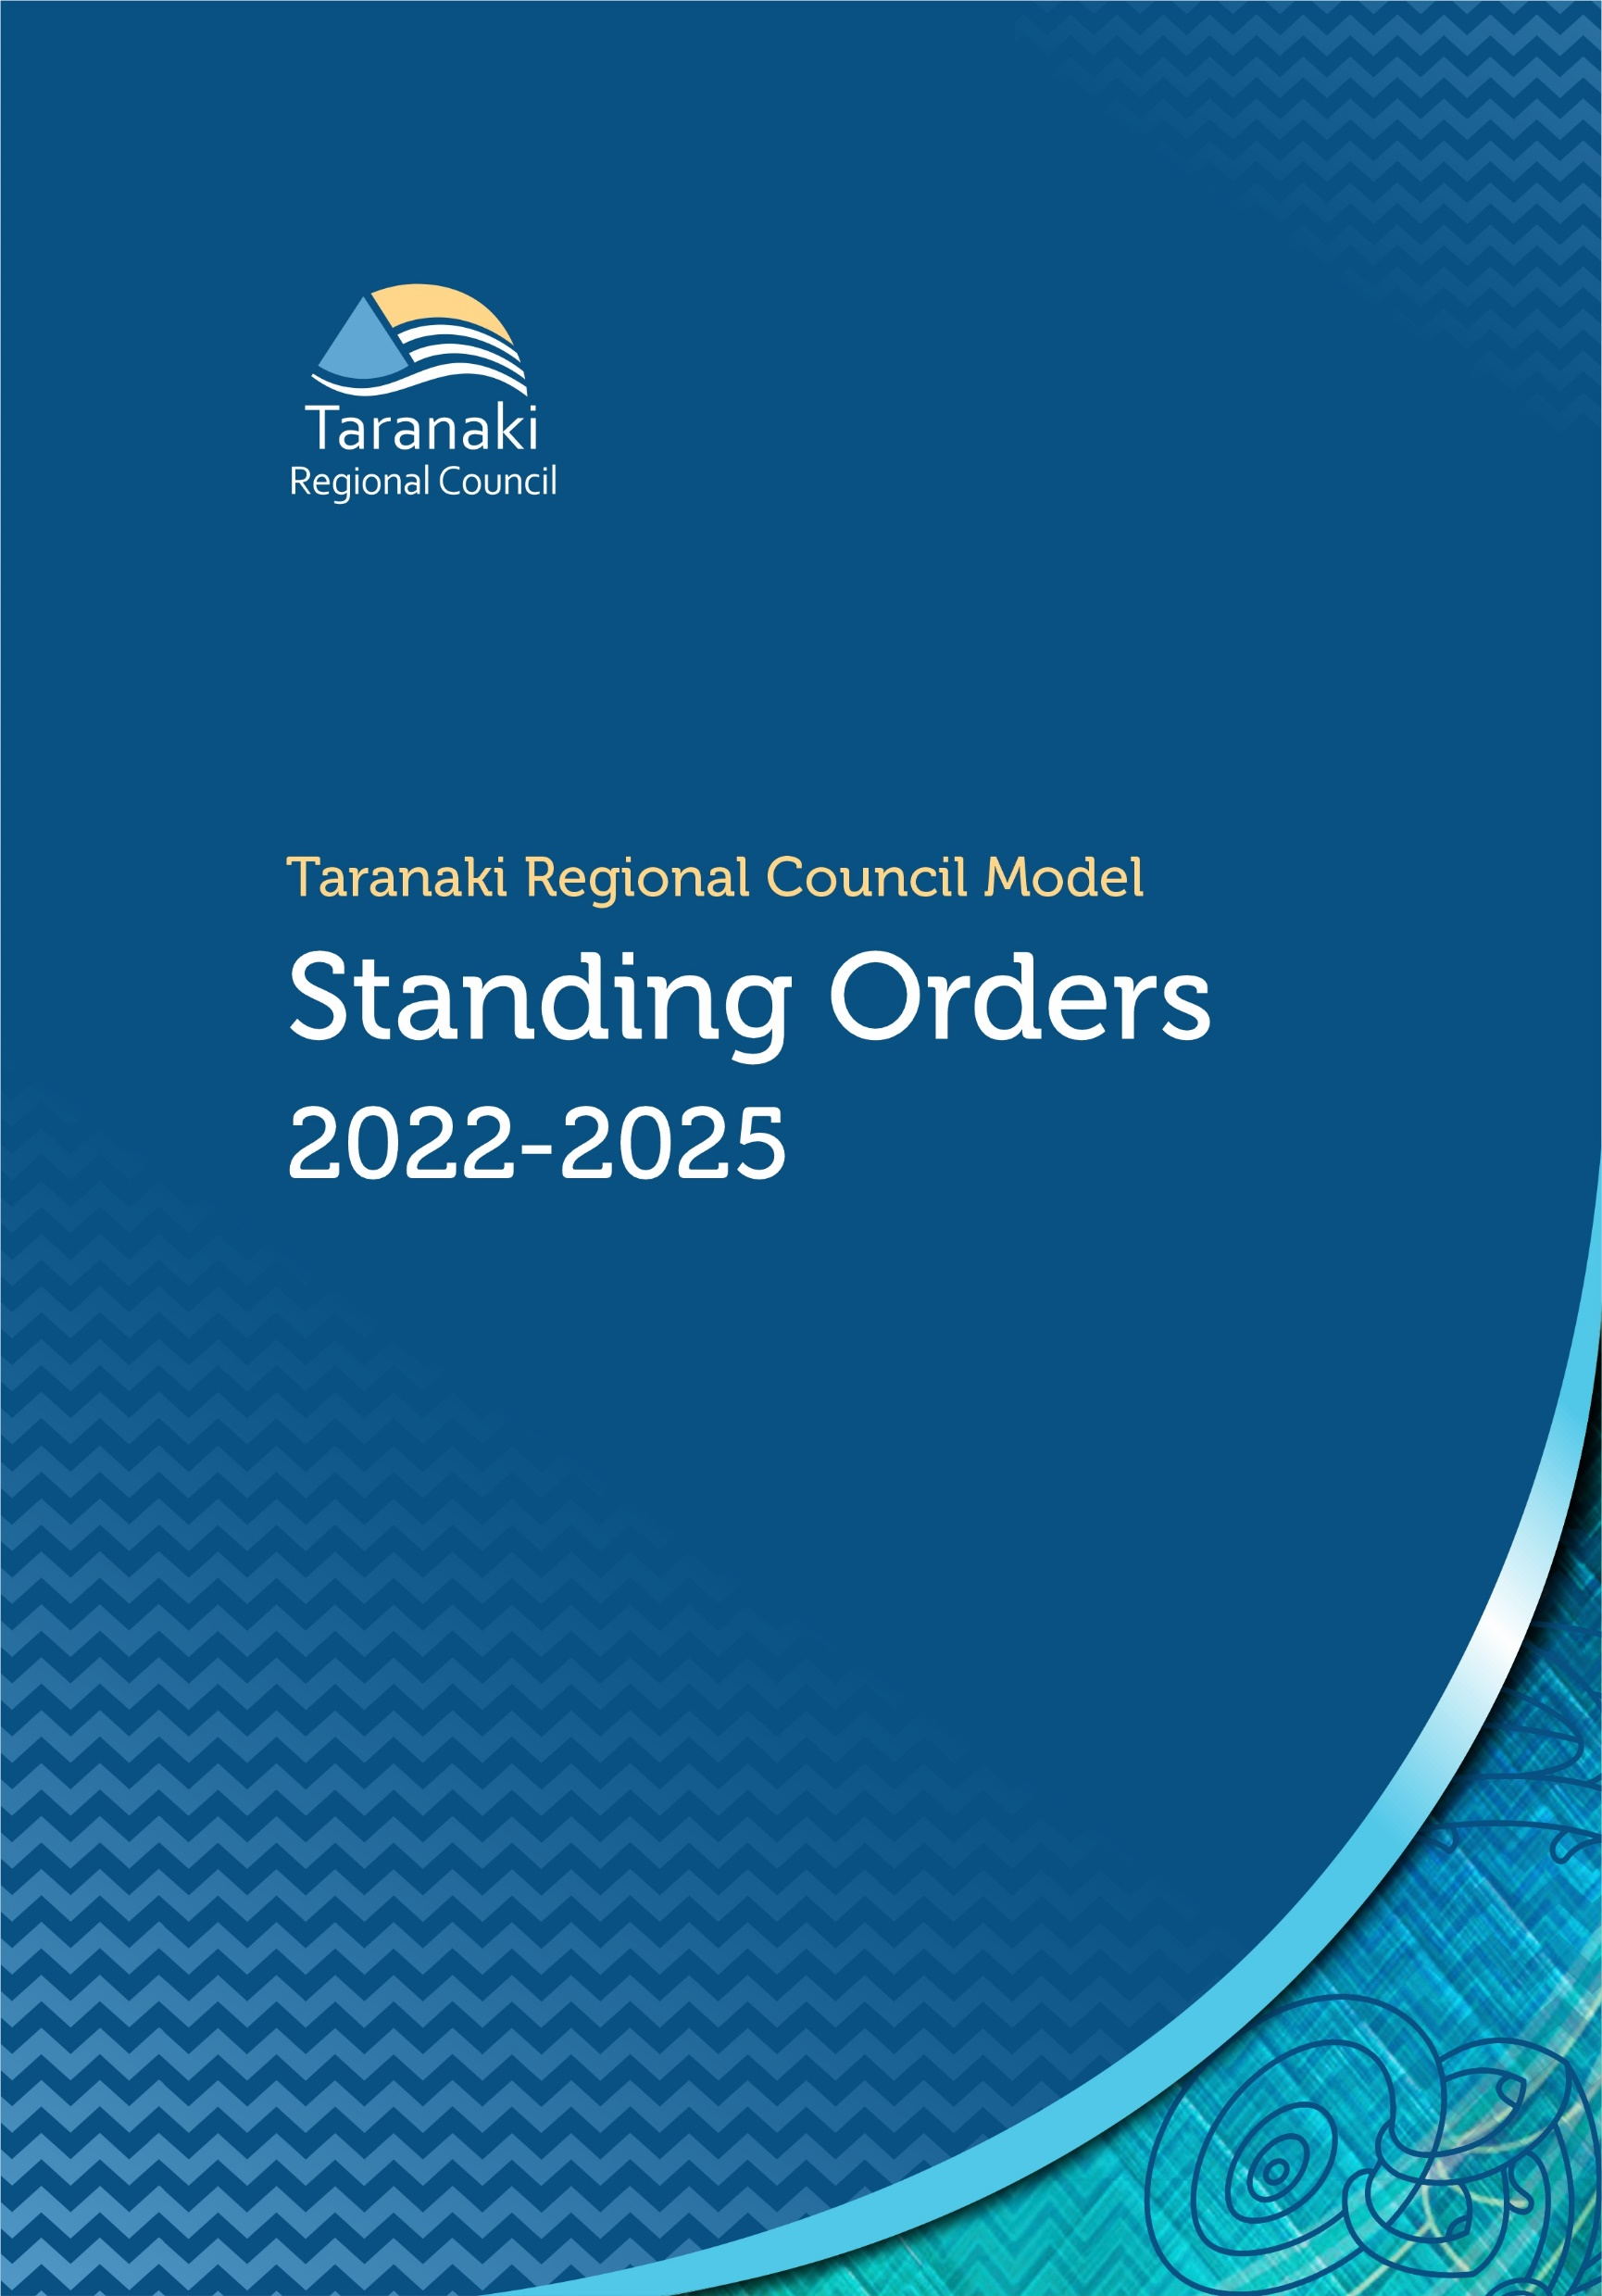 Taranaki
Regional Council
Taranaki Regional Council Model
Standing Orders
2022-2025